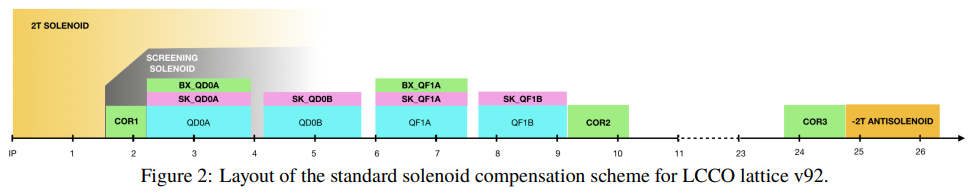 2T SOLENOID
SCREENING
SOLENOID
BX_QD0A
BX_QF1A
SK_QD0A
SK_QD0B
SK_QF1A
SK_QF1B
COR1
QD0A
QD0B
QF1A
QF1B
COR2
COR3
-2T ANTISOLENOID
IP 1 2 3 4 5 6 7 8 9 10 11 23 24 25 26
Figure 2: Layout of the standard solenoid compensation scheme for LCCO lattice v92.